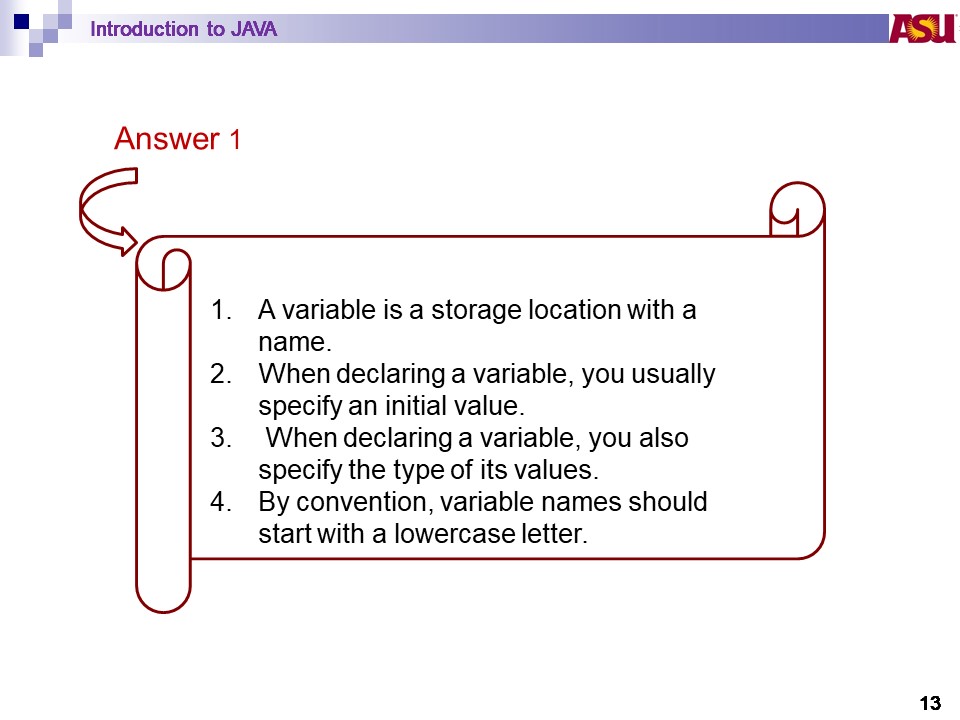 Introduction to JAVA
ASU
Answer 1
1. A variable is a storage location with a
name.
2. When declaring a variable, you usually
specify an initial value.
3. When declaring a variable, you also
specify the type of its values.
4. By convention, variable names should
start with a lowercase letter.
13